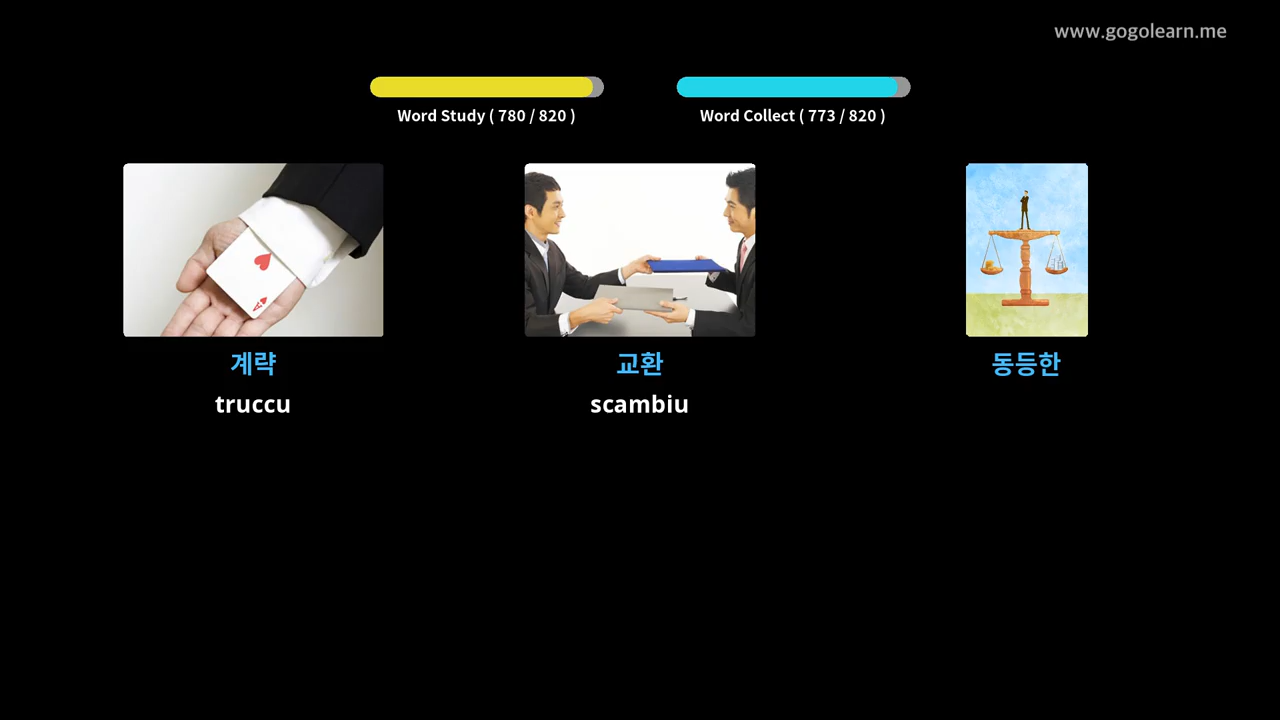 www.gogolearn.me
Word Study ( 780 / 820 )
Word Collect ( 773 / 820 )
계략
교환
동등한
truccu
scambiu